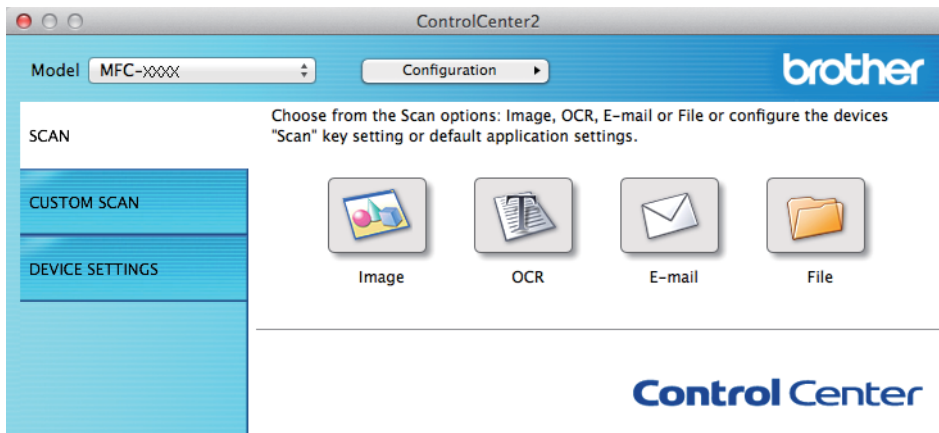 ControlCenter2
Model MFC-XXXX Configuration
brother
SCAN
CUSTOM SCAN
DEVICE SETTINGS
Choose from the Scan options: Image, OCR, E-mail or File or configure the devices
"Scan" key setting or default application settings.
Image OCR E-mail File
Control Center